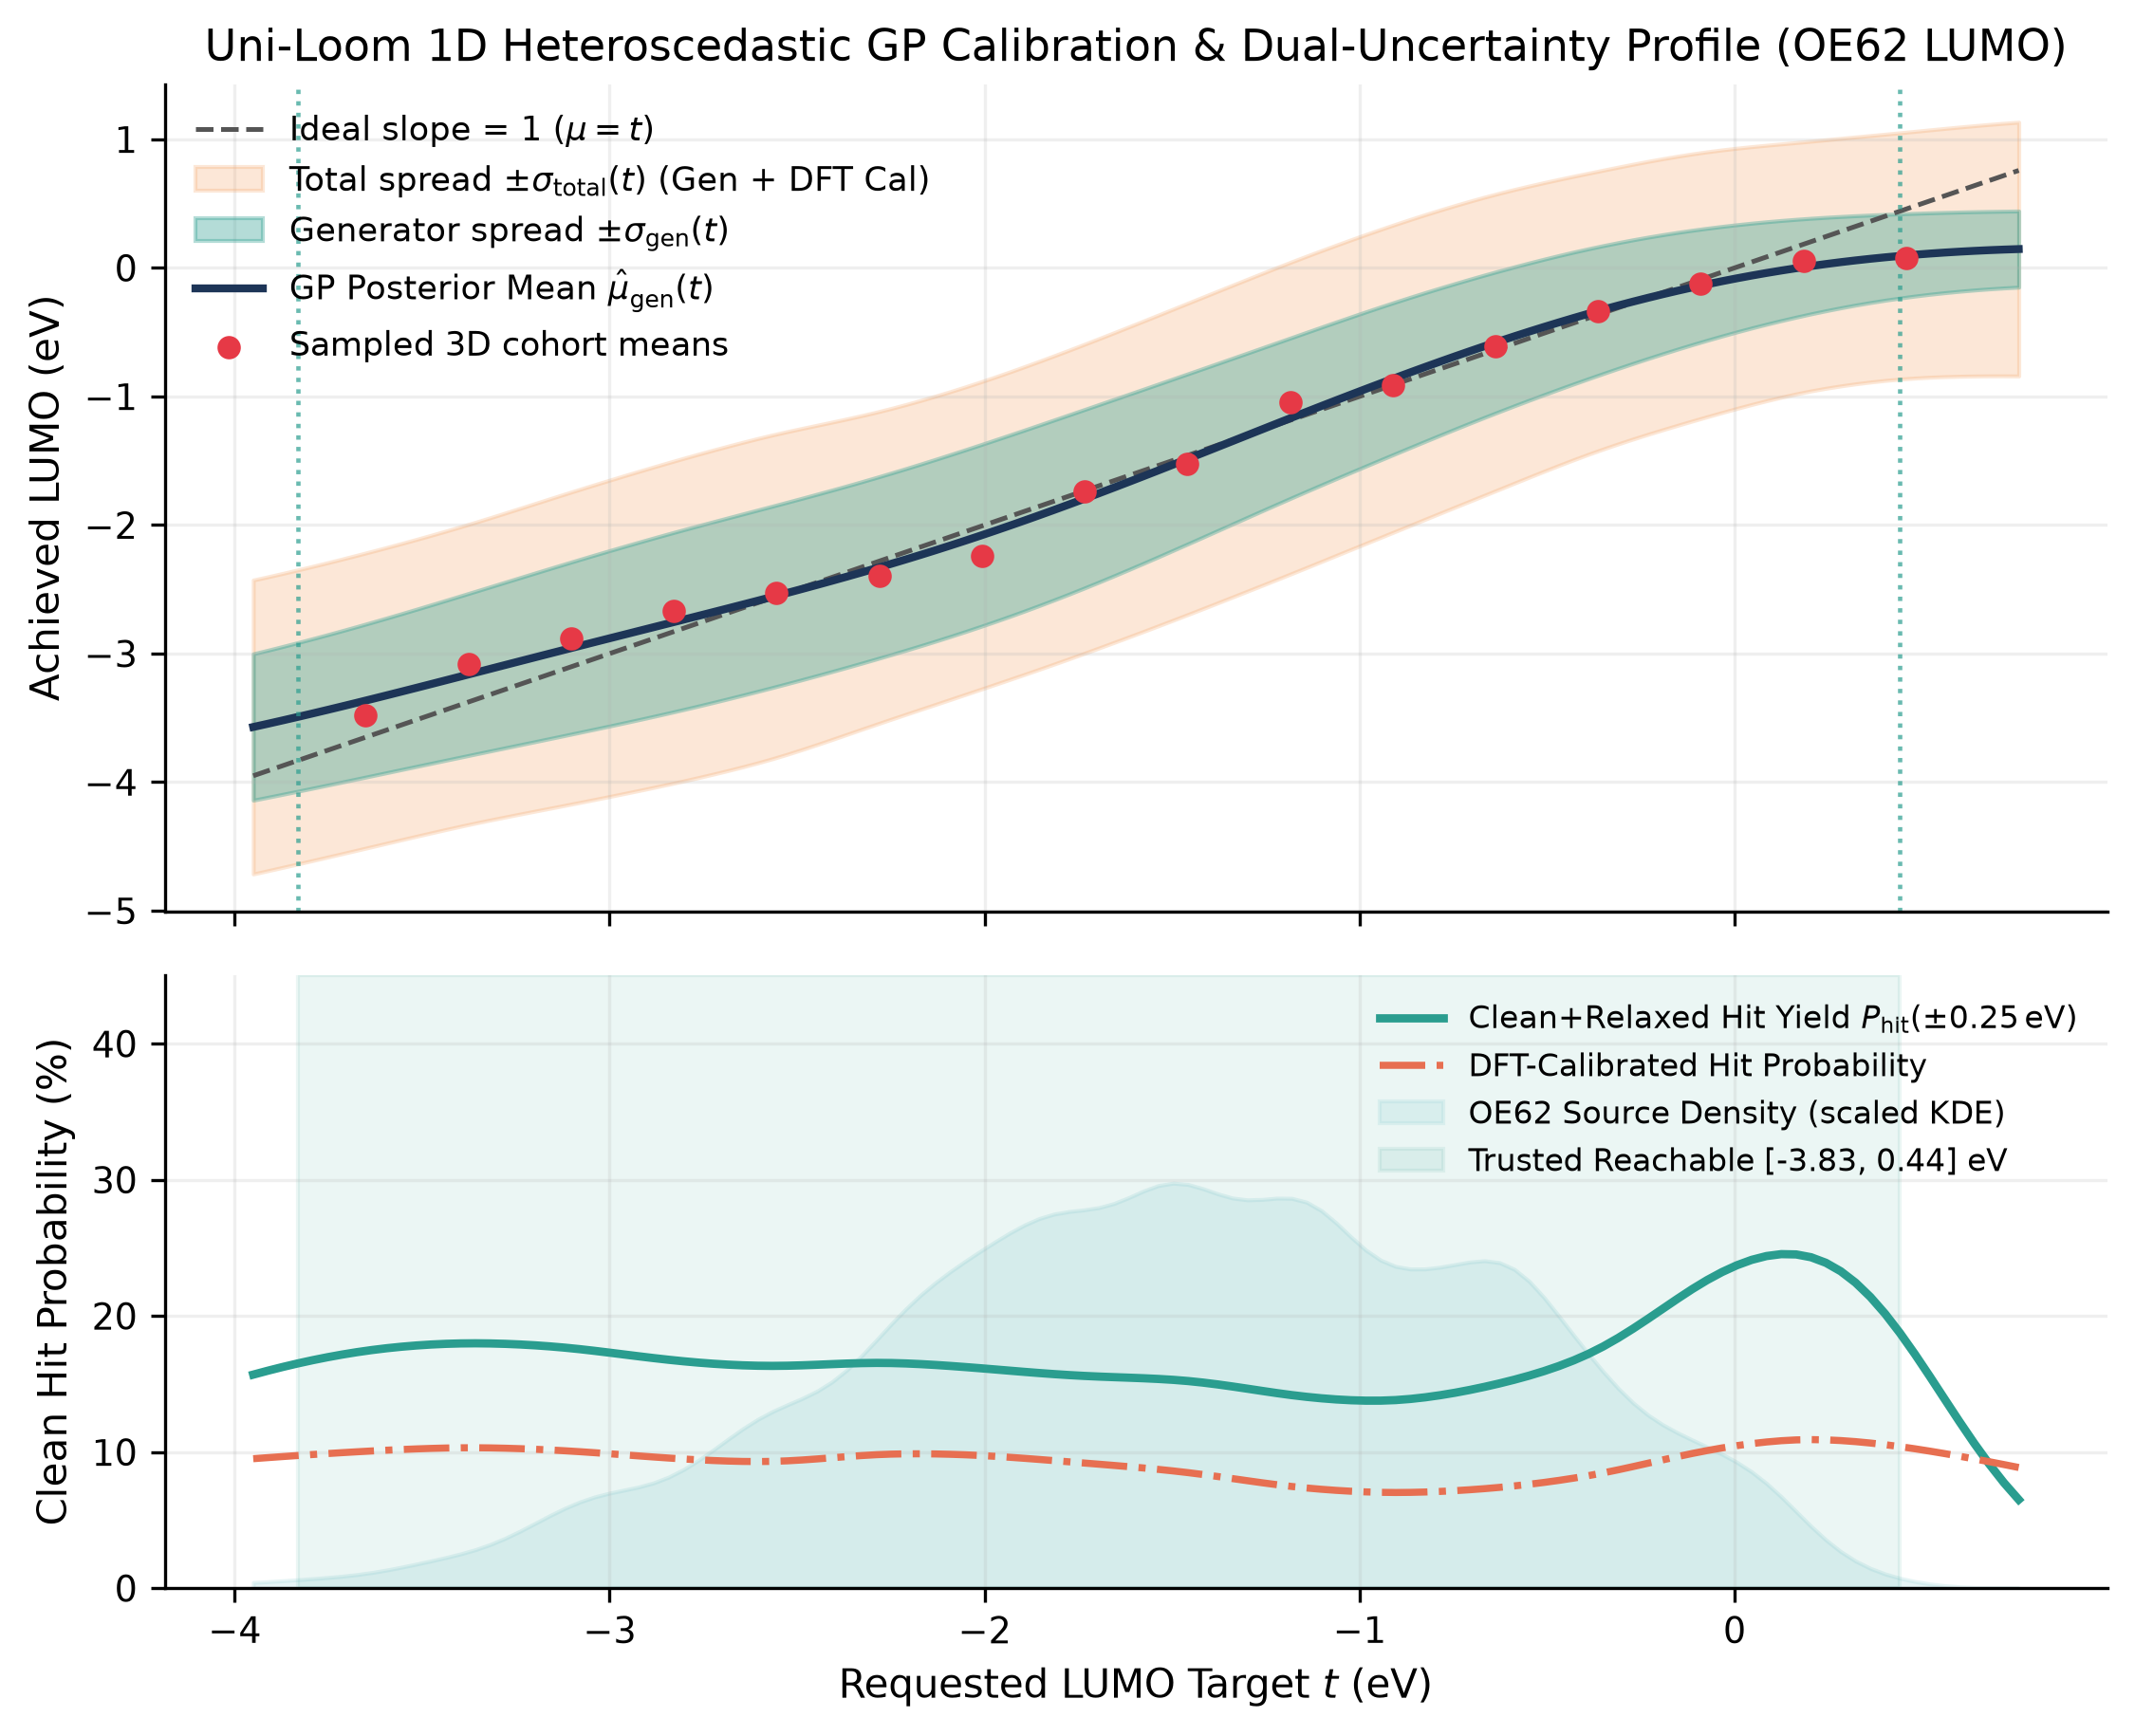 Uni-Loom 1D Heteroscedastic GP Calibration & Dual-Uncertainty Profile (OE62 LUMO)
Achieved LUMO (eV)
1
0
−1
−2
−3
−4
−5
Ideal slope = 1 (μ = t)
Total spread ±σtotal(t) (Gen + DFT Cal)
Generator spread ±σgen(t)
GP Posterior Mean μ̂gen(t)
Sampled 3D cohort means
Clean Hit Probability (%)
40
30
20
10
0
Clean+Relaxed Hit Yield Phit(±0.25 eV)
DFT-Calibrated Hit Probability
OE62 Source Density (scaled KDE)
Trusted Reachable [-3.83, 0.44] eV
−4 −3 −2 −1 0
Requested LUMO Target t (eV)